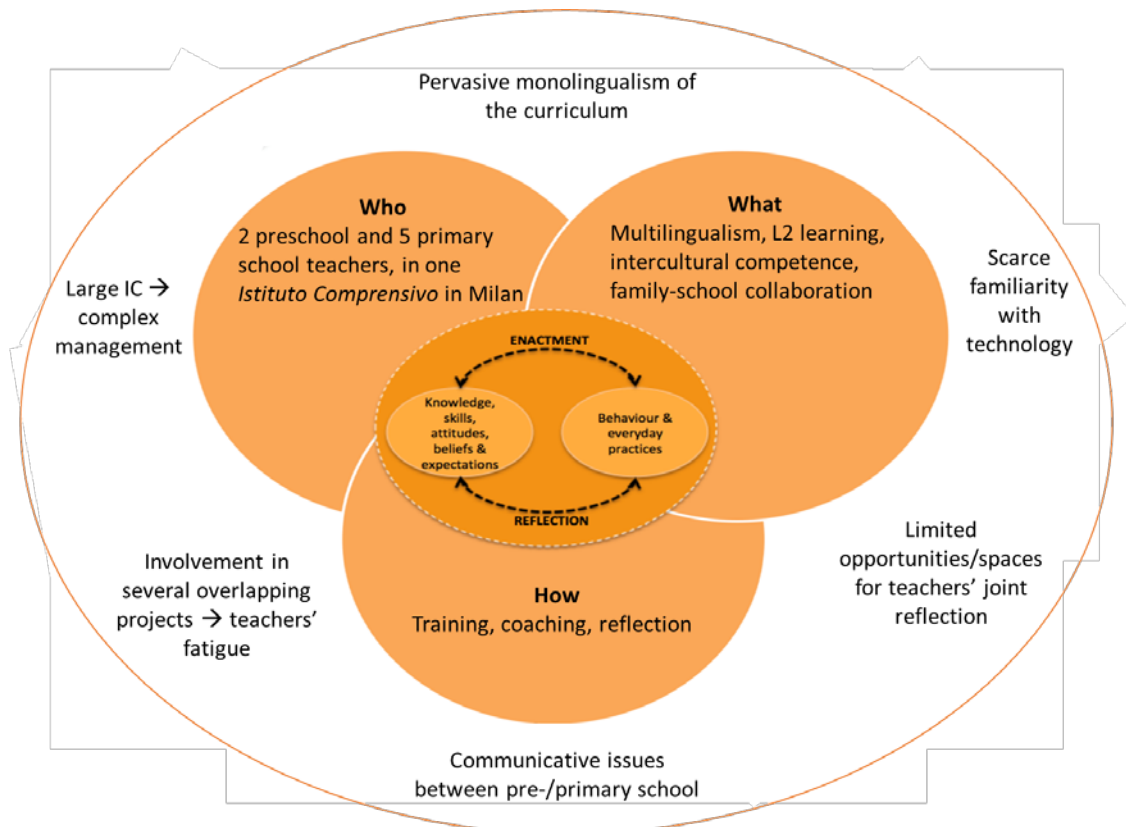 Pervasive monolingualism of
the curriculum
Who
2 preschool and 5 primary
school teachers, in one
Istituto Comprensivo in Milan
What
Multilingualism, L2 learning,
intercultural competence,
family-school collaboration
Large IC →
complex
management
Scarce
familiarity
with
technology
ENACTMENT
Knowledge,
skills,
attitudes,
beliefs &
expectations
Behaviour &
everyday
practices
REFLECTION
Involvement in
several overlapping
projects → teachers’
fatigue
Limited
opportunities/spaces
for teachers’ joint
reflection
How
Training, coaching, reflection
Communicative issues
between pre-/primary school